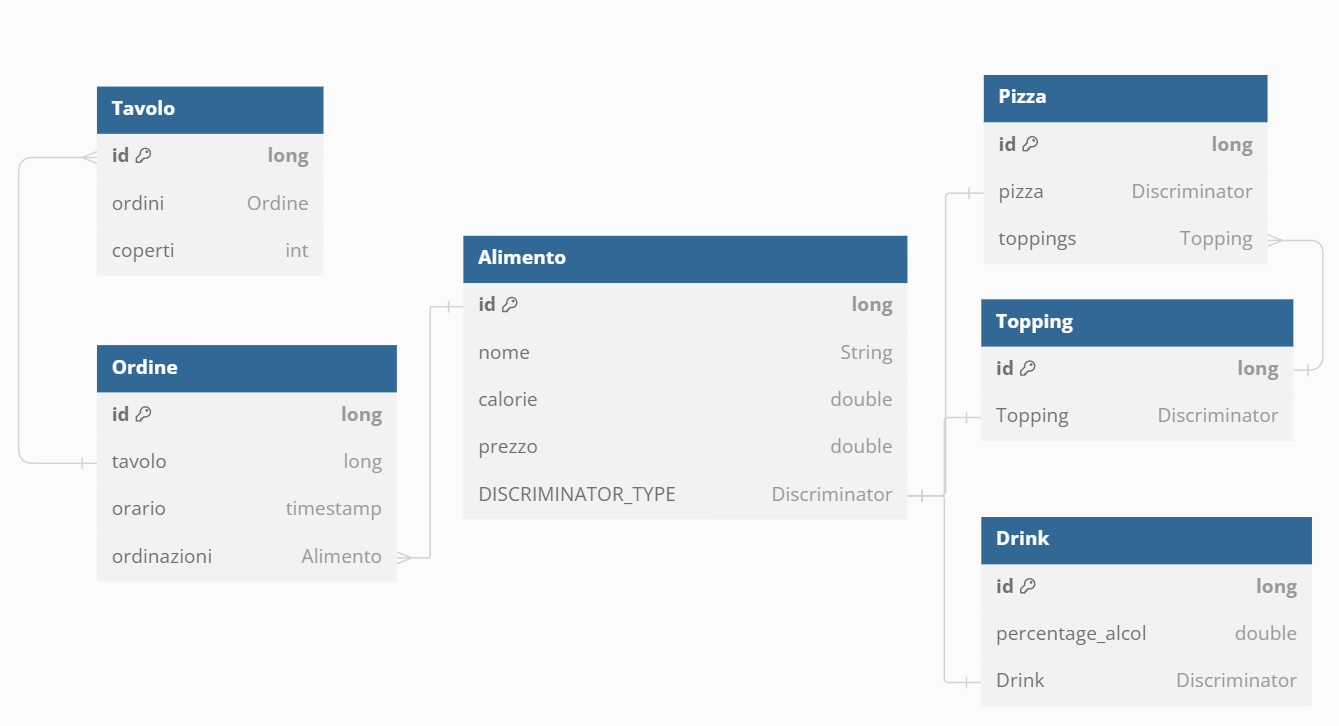 Tavolo
id long
ordini Ordine
coperti int
Ordine
id long
tavolo long
orario timestamp
ordinazioni Alimento
Alimento
id long
nome String
calorie double
prezzo double
DISCRIMINATOR_TYPE Discriminator
Pizza
id long
pizza Discriminator
toppings Topping
Topping
id long
Topping Discriminator
Drink
id long
percentage_alcol double
Drink Discriminator